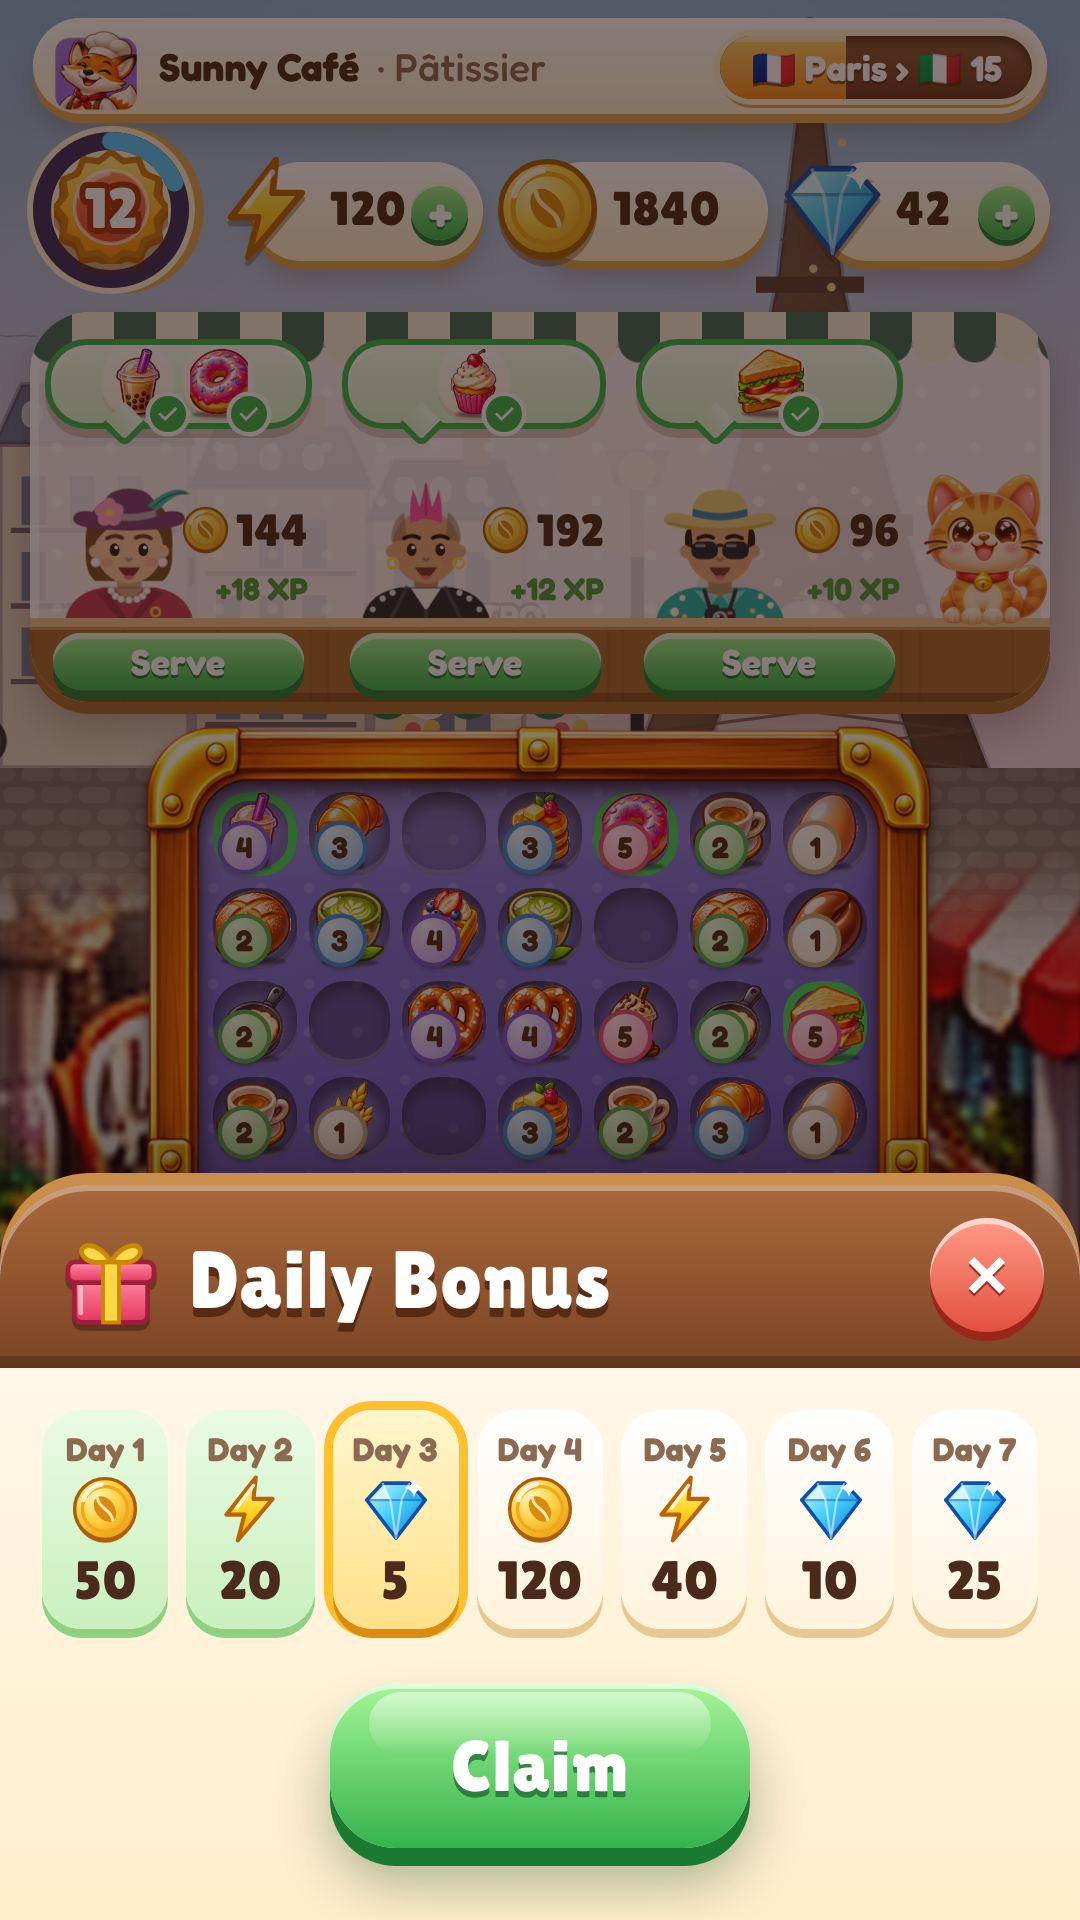 Sunny Café · Pâtissier
Paris › 15
12
120
+
1840
42
+
144
+18 XP
192
+12 XP
96
+10 XP
Serve
Serve
Serve
4 3 3 5 2 1
2 3 4 3 2 1
2 4 4 5 2 5
2 1 3 2 3 1
Daily Bonus
Day 1 Day 2 Day 3 Day 4 Day 5 Day 6 Day 7
50 20 5 120 40 10 25
Claim